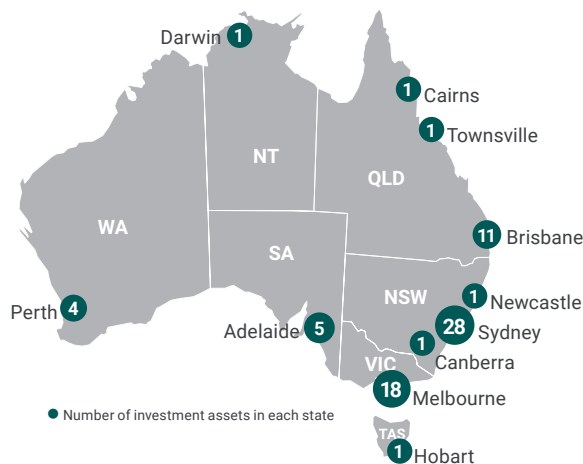 Darwin 1
1 Cairns
1 Townsville
NT
QLD
WA
11 Brisbane
SA
1 Newcastle
NSW
Perth 4
Adelaide 5
28 Sydney
1 Canberra
VIC
18 Melbourne
Number of investment assets in each state
TAS
1 Hobart